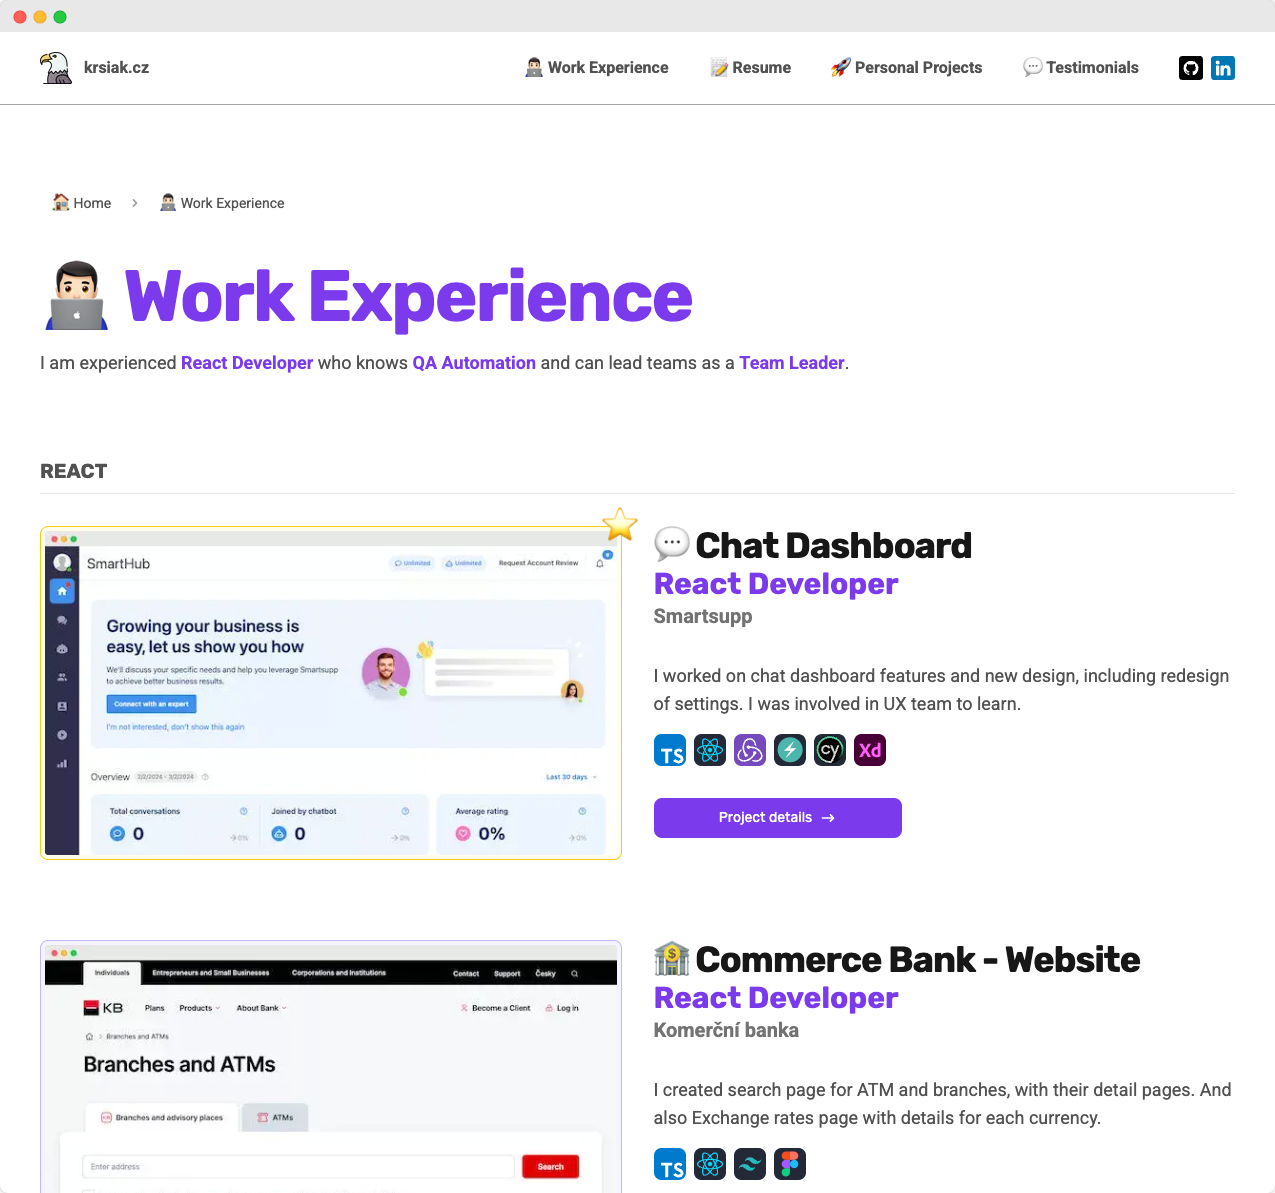 krsiak.cz
Work Experience
Resume
Personal Projects
Testimonials
in
Home
Work Experience
Work Experience
I am experienced React Developer who knows QA Automation and can lead teams as a Team Leader.
REACT
SmartHub
Unlimited
Unlimited
Request Account Review
Growing your business is
easy, let us show you how
We'll discuss your specific needs and help you leverage Smartsupp
to achieve better business results.
Connect with an expert
I'm not interested, don't show this again
Overview
2/2/2024 - 3/2/2024
Last 30 days
Total conversations
0
0%
Joined by chatbot
0
0%
Average rating
0%
0%
Chat Dashboard
React Developer
Smartsupp
I worked on chat dashboard features and new design, including redesign
of settings. I was involved in UX team to learn.
TS
cy
Xd
Project details →
Individuals
Entrepreneurs and Small Businesses
Corporations and Institutions
Contact
Support
Česky
KB
Plans
Products
About Bank
Become a Client
Log in
Branches and ATMs
Branches and ATMs
Branches and advisory places
ATMs
Enter address
Search
Commerce Bank - Website
React Developer
Komerční banka
I created search page for ATM and branches, with their detail pages. And
also Exchange rates page with details for each currency.
TS